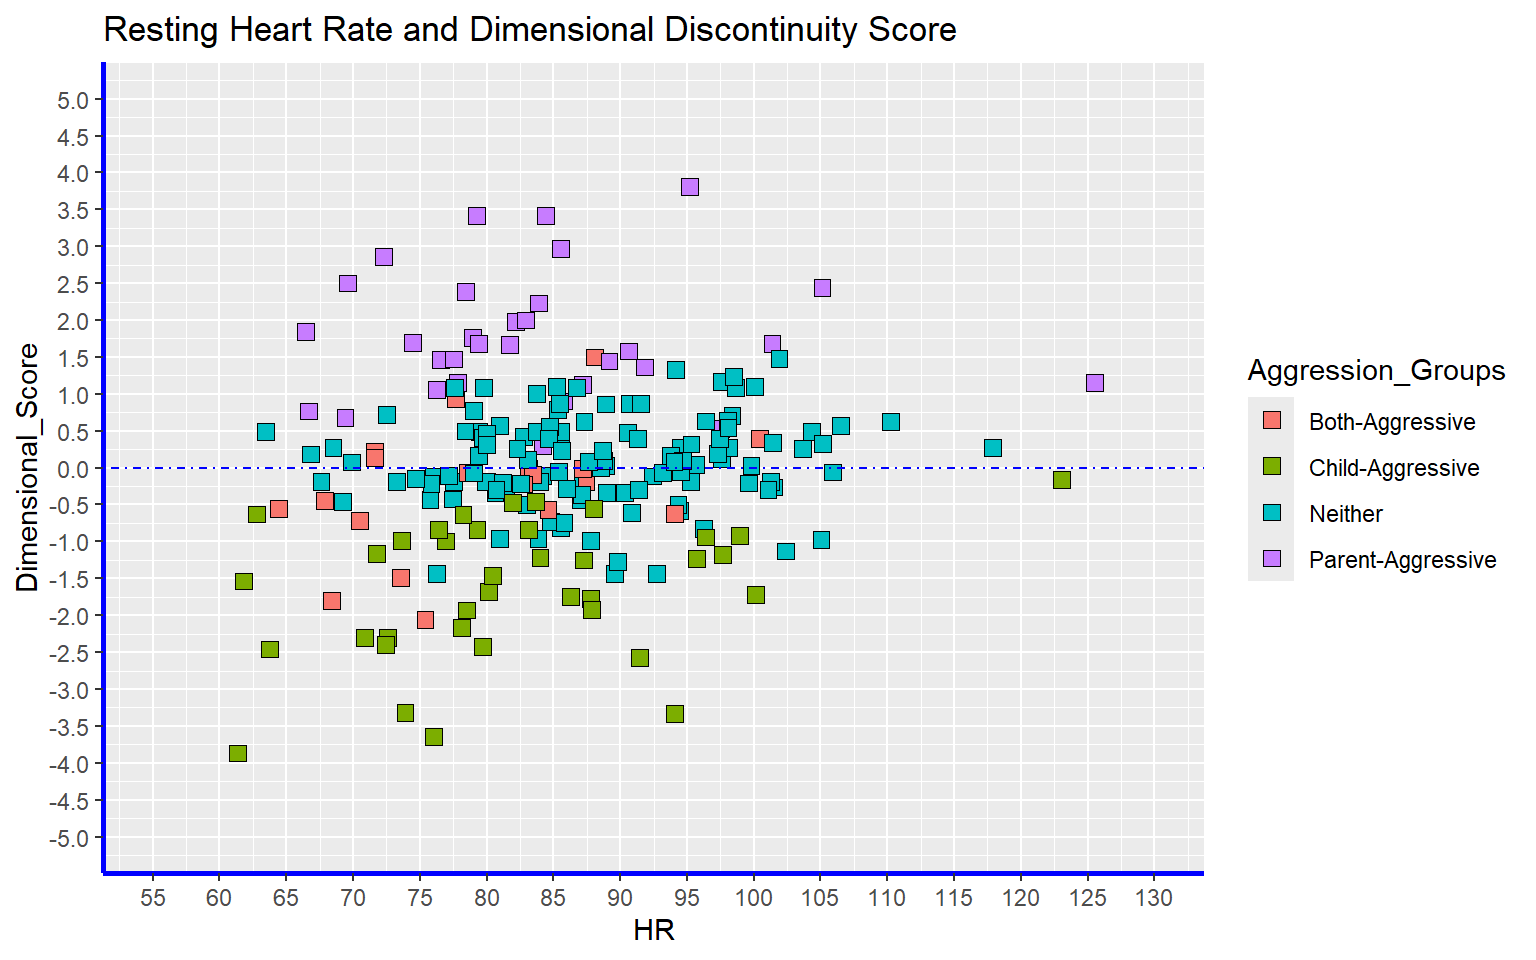 Resting Heart Rate and Dimensional Discontinuity Score
Dimensional_Score
5.0
4.5
4.0
3.5
3.0
2.5
2.0
1.5
1.0
0.5
0.0
-0.5
-1.0
-1.5
-2.0
-2.5
-3.0
-3.5
-4.0
-4.5
-5.0
55 60 65 70 75 80 85 90 95 100 105 110 115 120 125 130
HR
Aggression_Groups
Both-Aggressive
Child-Aggressive
Neither
Parent-Aggressive